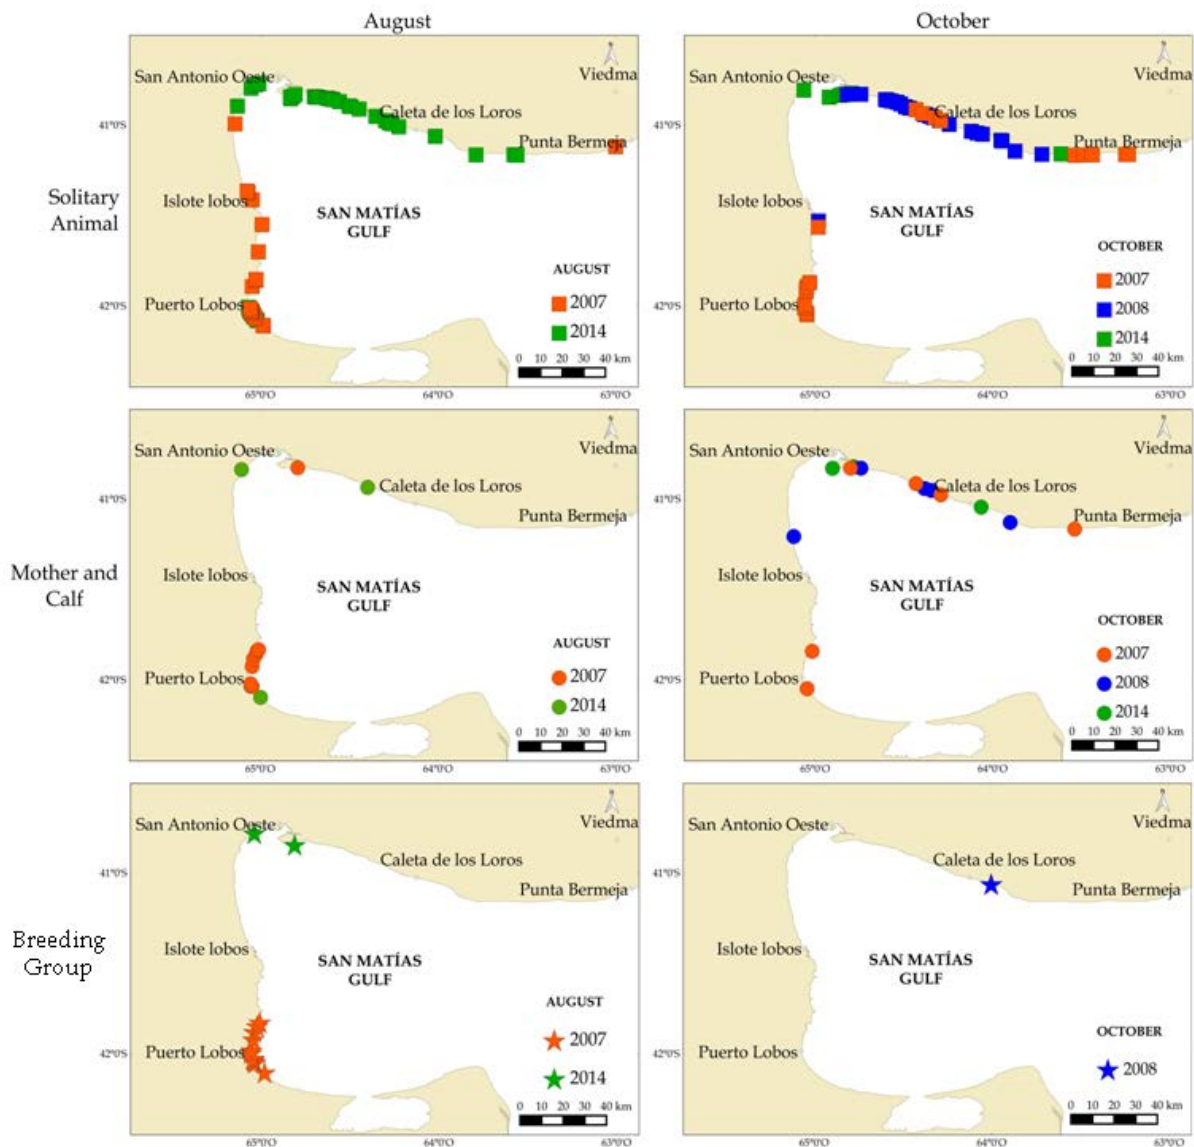 August
October
San Antonio Oeste
Viedma
Caleta de los Loros
41°0'S
Punta Bermeja
Islote lobos
SAN MATÍAS
GULF
AUGUST
2007
2014
Puerto Lobos
42°0'S
0 10 20 30 40 km
65°0'O
64°0'O
63°0'O
San Antonio Oeste
Viedma
Caleta de los Loros
41°0'S
Punta Bermeja
Islote lobos
SAN MATÍAS
GULF
OCTOBER
2007
2008
2014
Puerto Lobos
42°0'S
0 10 20 30 40 km
65°0'O
64°0'O
63°0'O
Solitary
Animal
San Antonio Oeste
Viedma
Caleta de los Loros
41°0'S
Punta Bermeja
Islote lobos
SAN MATÍAS
GULF
AUGUST
2007
2014
Puerto Lobos
42°0'S
0 10 20 30 40 km
65°0'O
64°0'O
63°0'O
San Antonio Oeste
Viedma
Caleta de los Loros
41°0'S
Punta Bermeja
Islote lobos
SAN MATÍAS
GULF
OCTOBER
2007
2008
2014
Puerto Lobos
42°0'S
0 10 20 30 40 km
65°0'O
64°0'O
63°0'O
Mother and
Calf
San Antonio Oeste
Viedma
Caleta de los Loros
41°0'S
Punta Bermeja
Islote lobos
SAN MATÍAS
GULF
AUGUST
2007
2014
Puerto Lobos
42°0'S
0 10 20 30 40 km
65°0'O
64°0'O
63°0'O
San Antonio Oeste
Viedma
Caleta de los Loros
41°0'S
Punta Bermeja
Islote lobos
SAN MATÍAS
GULF
OCTOBER
2008
Puerto Lobos
42°0'S
0 10 20 30 40 km
65°0'O
64°0'O
63°0'O
Breeding
Group